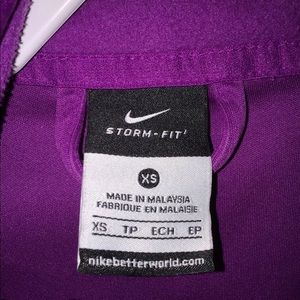 STORM-FIT
XS
MADE IN MALAYSIA
FABRIQUE EN MALAISIE
XS TP ECH EP
nikebetterworld.com